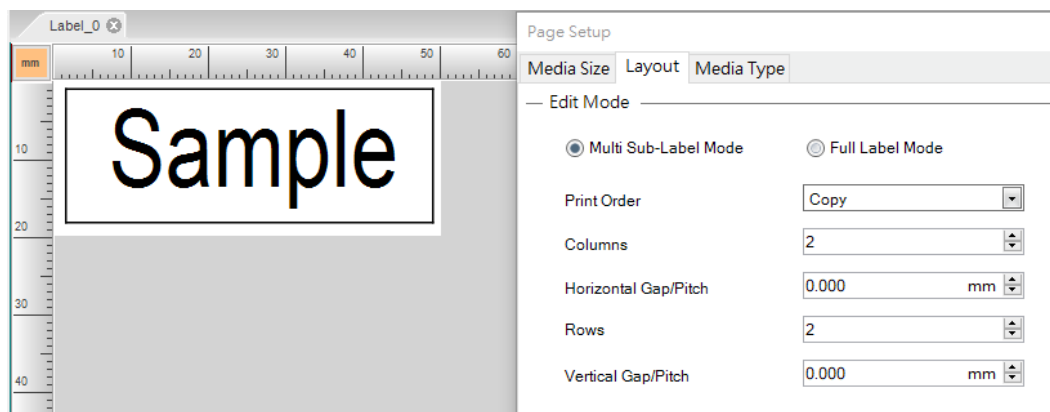 Label_0
mm
10 20 30 40 50 60
10
20
30
40
Sample
Page Setup
Media Size Layout Media Type
Edit Mode
Multi Sub-Label Mode Full Label Mode
Print Order Copy
Columns 2
Horizontal Gap/Pitch 0.000 mm
Rows 2
Vertical Gap/Pitch 0.000 mm